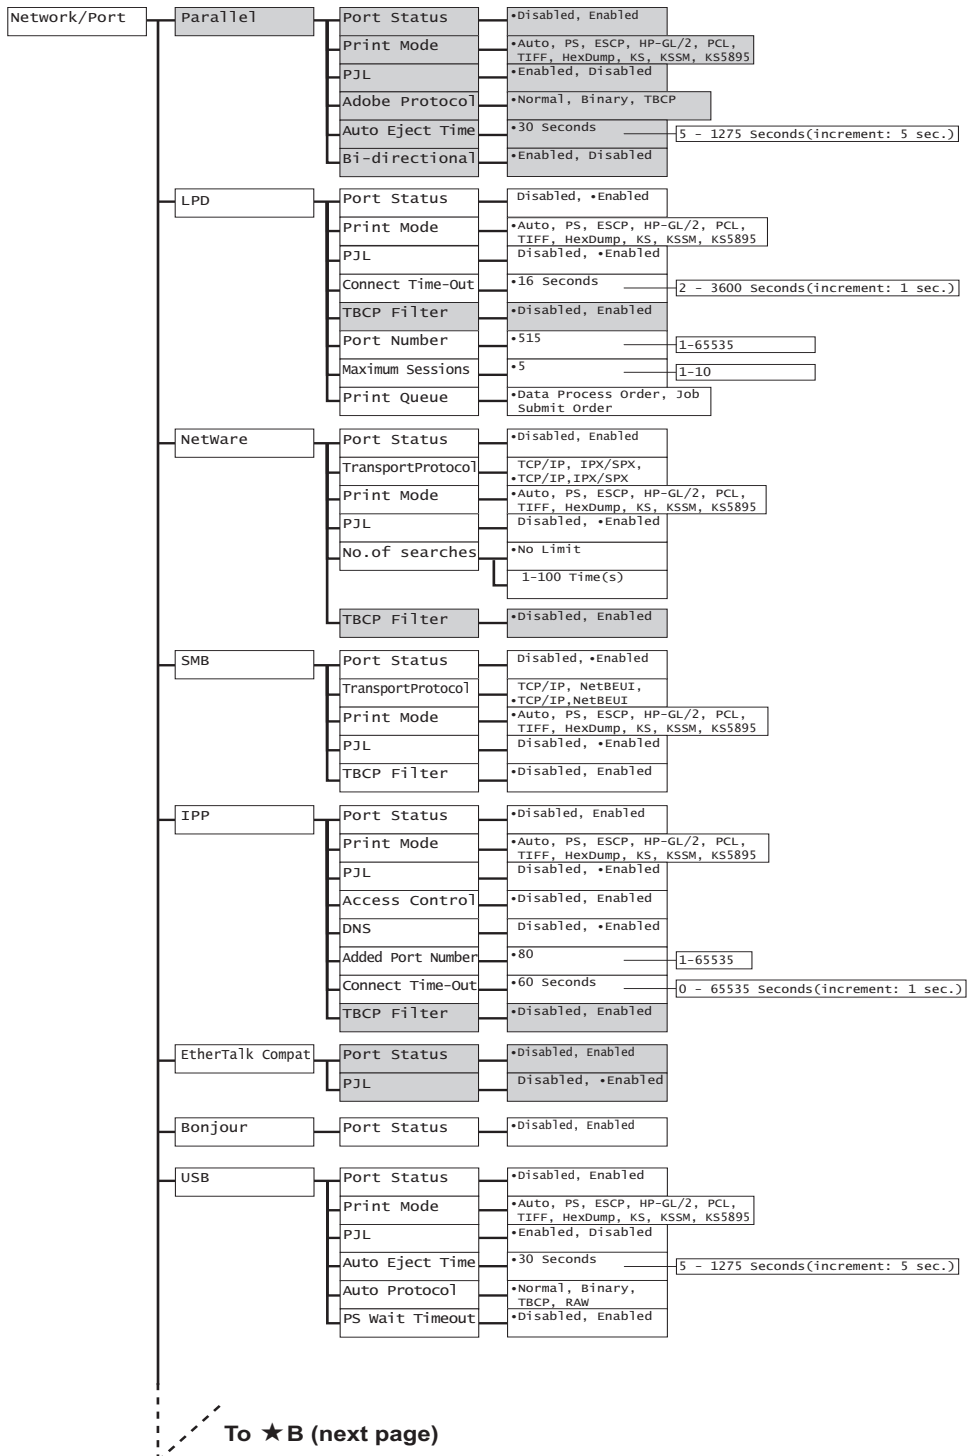 Network/Port
Parallel
Port Status
•Disabled, Enabled
Print Mode
•Auto, PS, ESCP, HP-GL/2, PCL,
TIFF, HexDump, KS, KSSM, KS5895
PJL
•Enabled, Disabled
Adobe Protocol
•Normal, Binary, TBCP
Auto Eject Time
•30 Seconds
5 - 1275 Seconds(increment: 5 sec.)
Bi-directional
•Enabled, Disabled
LPD
Port Status
Disabled, •Enabled
Print Mode
•Auto, PS, ESCP, HP-GL/2, PCL,
TIFF, HexDump, KS, KSSM, KS5895
PJL
Disabled, •Enabled
Connect Time-Out
•16 Seconds
2 - 3600 Seconds(increment: 1 sec.)
TBCP Filter
•Disabled, Enabled
Port Number
•515
1-65535
Maximum Sessions
•5
1-10
Print Queue
•Data Process Order, Job
Submit Order
NetWare
Port Status
•Disabled, Enabled
TransportProtocol
TCP/IP, IPX/SPX,
•TCP/IP,IPX/SPX
Print Mode
•Auto, PS, ESCP, HP-GL/2, PCL,
TIFF, HexDump, KS, KSSM, KS5895
PJL
Disabled, •Enabled
No.of searches
•No Limit
1-100 Time(s)
TBCP Filter
•Disabled, Enabled
SMB
Port Status
Disabled, •Enabled
TransportProtocol
TCP/IP, NetBEUI,
•TCP/IP,NetBEUI
Print Mode
•Auto, PS, ESCP, HP-GL/2, PCL,
TIFF, HexDump, KS, KSSM, KS5895
PJL
Disabled, •Enabled
TBCP Filter
•Disabled, Enabled
IPP
Port Status
•Disabled, Enabled
Print Mode
•Auto, PS, ESCP, HP-GL/2, PCL,
TIFF, HexDump, KS, KSSM, KS5895
PJL
Disabled, •Enabled
Access Control
•Disabled, Enabled
DNS
Disabled, •Enabled
Added Port Number
•80
1-65535
Connect Time-Out
•60 Seconds
0 - 65535 Seconds(increment: 1 sec.)
TBCP Filter
•Disabled, Enabled
EtherTalk Compat
Port Status
•Disabled, Enabled
PJL
Disabled, •Enabled
Bonjour
Port Status
•Disabled, Enabled
USB
Port Status
•Disabled, Enabled
Print Mode
•Auto, PS, ESCP, HP-GL/2, PCL,
TIFF, HexDump, KS, KSSM, KS5895
PJL
•Enabled, Disabled
Auto Eject Time
•30 Seconds
5 - 1275 Seconds(increment: 5 sec.)
Auto Protocol
•Normal, Binary,
TBCP, RAW
PS Wait Timeout
•Disabled, Enabled
To ★B (next page)